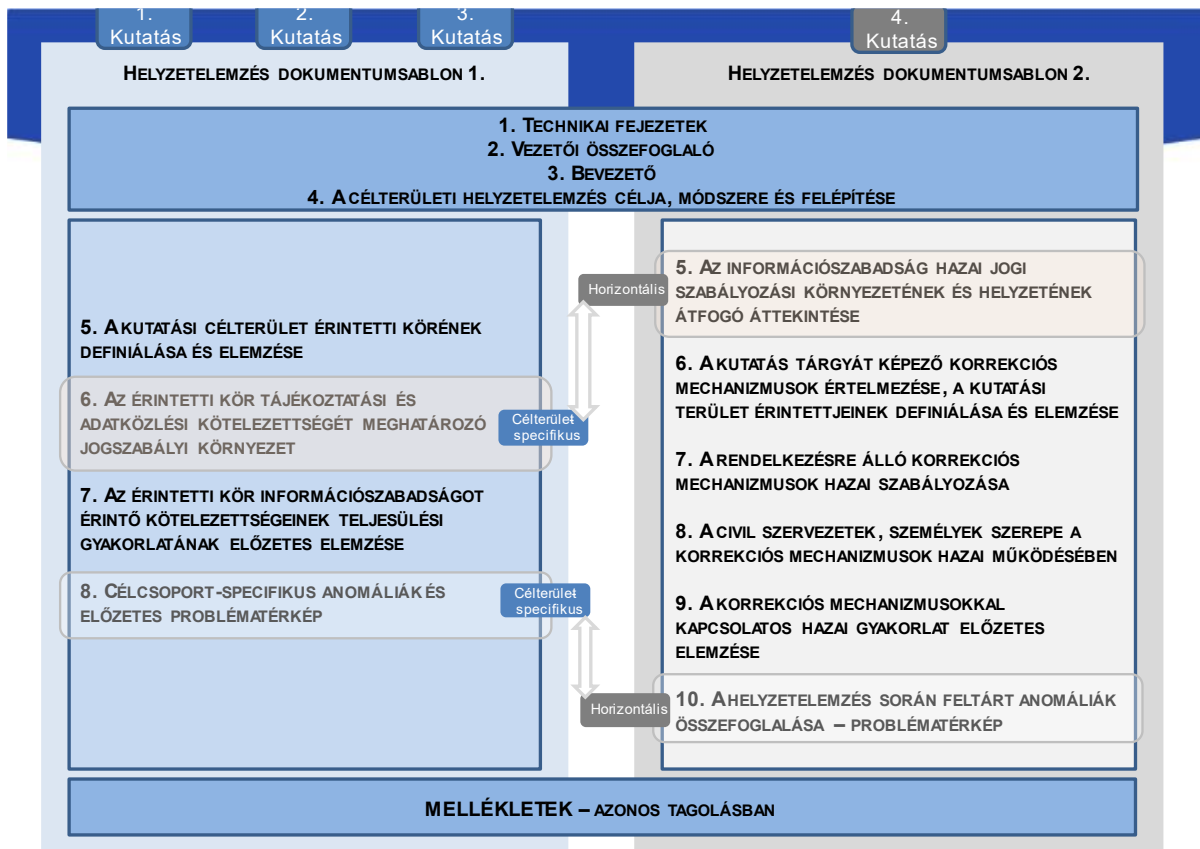 1.
Kutatás
2.
Kutatás
3.
Kutatás
4.
Kutatás
HELYZETELEMZÉS DOKUMENTUMSABLON 1.
HELYZETELEMZÉS DOKUMENTUMSABLON 2.
1. TECHNIKAI FEJEZETEK
2. VEZETŐI ÖSSZEFOGLALÓ
3. BEVEZETŐ
4. A CÉLTERÜLETI HELYZETELEMZÉS CÉLJA, MÓDSZERE ÉS FELÉPÍTÉSE
5. A KUTATÁSI CÉLTERÜLET ÉRINTETTI KÖRÉNEK
DEFINIÁLÁSA ÉS ELEMZÉSE
6. AZ ÉRINTETTI KÖR TÁJÉKOZTATÁSI ÉS
ADATKÖZLÉSI KÖTELEZETTSÉGÉT MEGHATÁROZÓ
JOGSZABÁLYI KÖRNYEZET
7. AZ ÉRINTETTI KÖR INFORMÁCIÓSZABADSÁGOT
ÉRINTŐ KÖTELEZETTSÉGEINEK TELJESÜLÉSI
GYAKORLATÁNAK ELŐZETES ELEMZÉSE
8. CÉLCSOPORT-SPECIFIKUS ANOMÁLIÁK ÉS
ELŐZETES PROBLÉMATÉRKÉP
Horizontális
Célterület-
specifikus
Célterület-
specifikus
Horizontális
5. AZ INFORMÁCIÓSZABADSÁG HAZAI JOGI
SZABÁLYOZÁSI KÖRNYEZETÉNEK ÉS HELYZETÉNEK
ÁTFOGÓ ÁTTEKINTÉSE
6. A KUTATÁS TÁRGYÁT KÉPEZŐ KORREKCIÓS
MECHANIZMUSOK ÉRTELMEZÉSE, A KUTATÁSI
TERÜLET ÉRINTETTJEINEK DEFINIÁLÁSA ÉS ELEMZÉSE
7. A RENDELKEZÉSRE ÁLLÓ KORREKCIÓS
MECHANIZMUSOK HAZAI SZABÁLYOZÁSA
8. A CIVIL SZERVEZETEK, SZEMÉLYEK SZEREPE A
KORREKCIÓS MECHANIZMUSOK HAZAI MŰKÖDÉSÉBEN
9. A KORREKCIÓS MECHANIZMUSOKKAL
KAPCSOLATOS HAZAI GYAKORLAT ELŐZETES
ELEMZÉSE
10. A HELYZETELEMZÉS SORÁN FELTÁRT ANOMÁLIÁK
ÖSSZEFOGLALÁSA – PROBLÉMATÉRKÉP
MELLÉKLETEK – AZONOS TAGOLÁSBAN